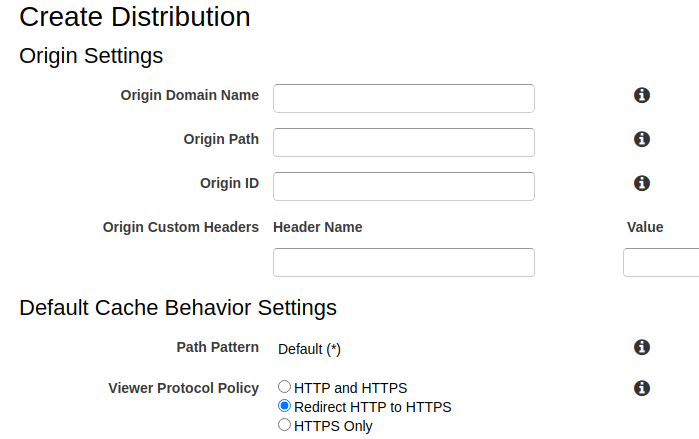 Create Distribution
Origin Settings
Origin Domain Name
Origin Path
Origin ID
Origin Custom Headers Header Name Value
Default Cache Behavior Settings
Path Pattern Default (*)
Viewer Protocol Policy HTTP and HTTPS
Redirect HTTP to HTTPS
HTTPS Only